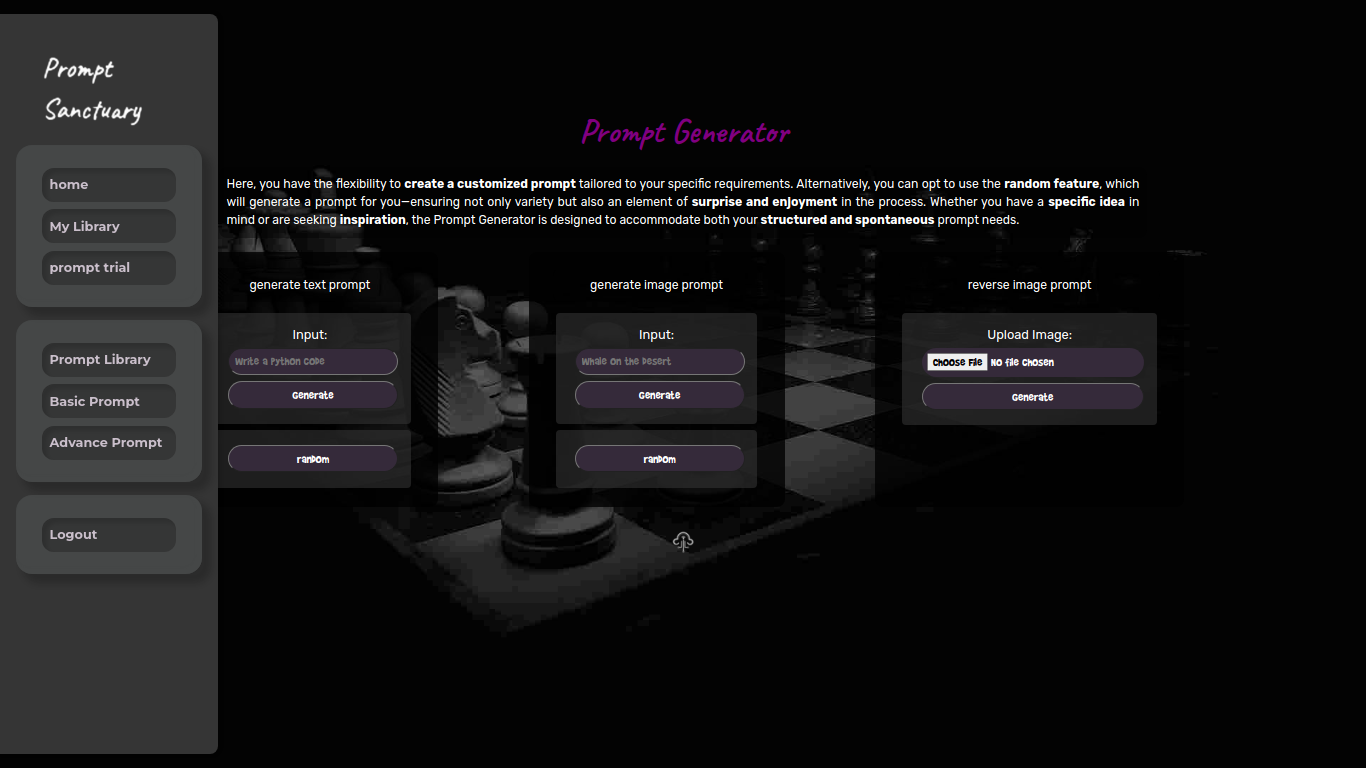 Prompt
Sanctuary
home
My Library
prompt trial
Prompt Library
Basic Prompt
Advance Prompt
Logout
Prompt Generator
Here, you have the flexibility to create a customized prompt tailored to your specific requirements. Alternatively, you can opt to use the random feature, which
will generate a prompt for you—ensuring not only variety but also an element of surprise and enjoyment in the process. Whether you have a specific idea in
mind or are seeking inspiration, the Prompt Generator is designed to accommodate both your structured and spontaneous prompt needs.
generate text prompt
Input:
Write a Python Code
Generate
random
generate image prompt
Input:
Whale on the Desert
Generate
random
reverse image prompt
Upload Image:
Choose File No file chosen
Generate